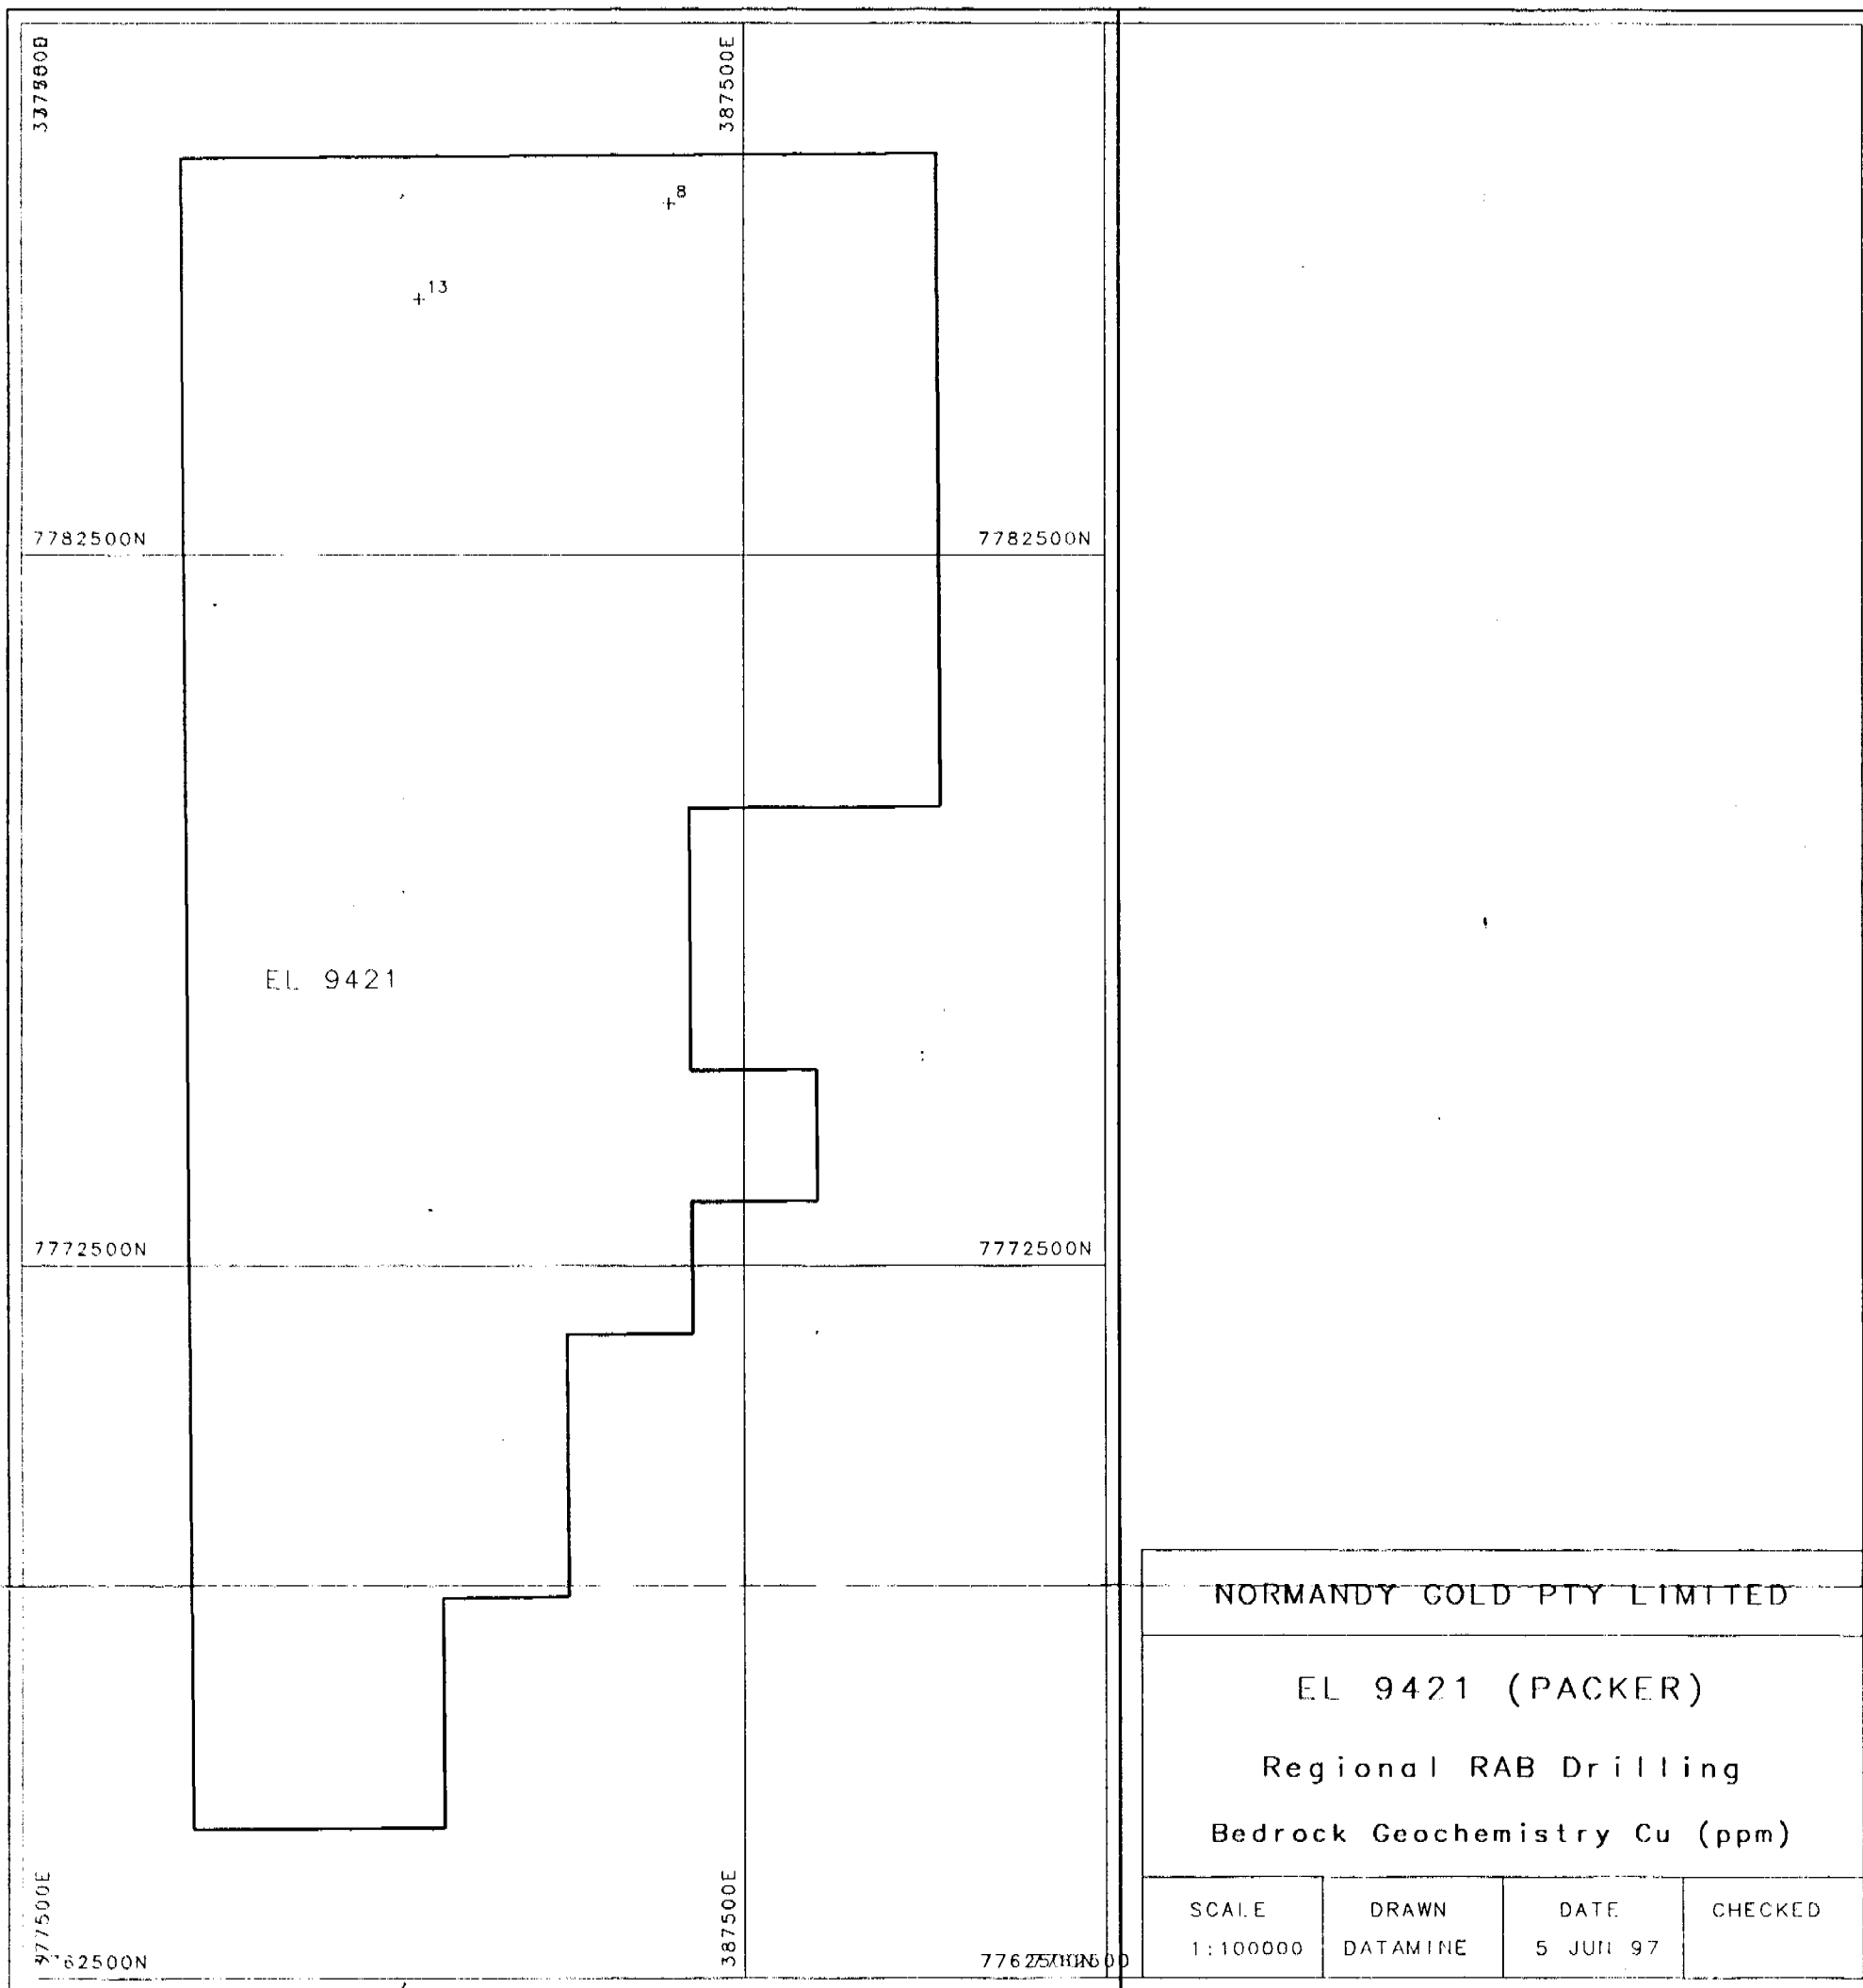 387500E
8
13
7782500N 7782500N
EL 9421
7772500N 7772500N
NORMANDY GOLD PTY LIMITED
EL 9421 (PACKER)
Regional RAB Drilling
Bedrock Geochemistry Cu (ppm)
SCALE DRAWN DATE CHECKED
1:100000 DATAMINE 5 JUN 97
377500E 387500E